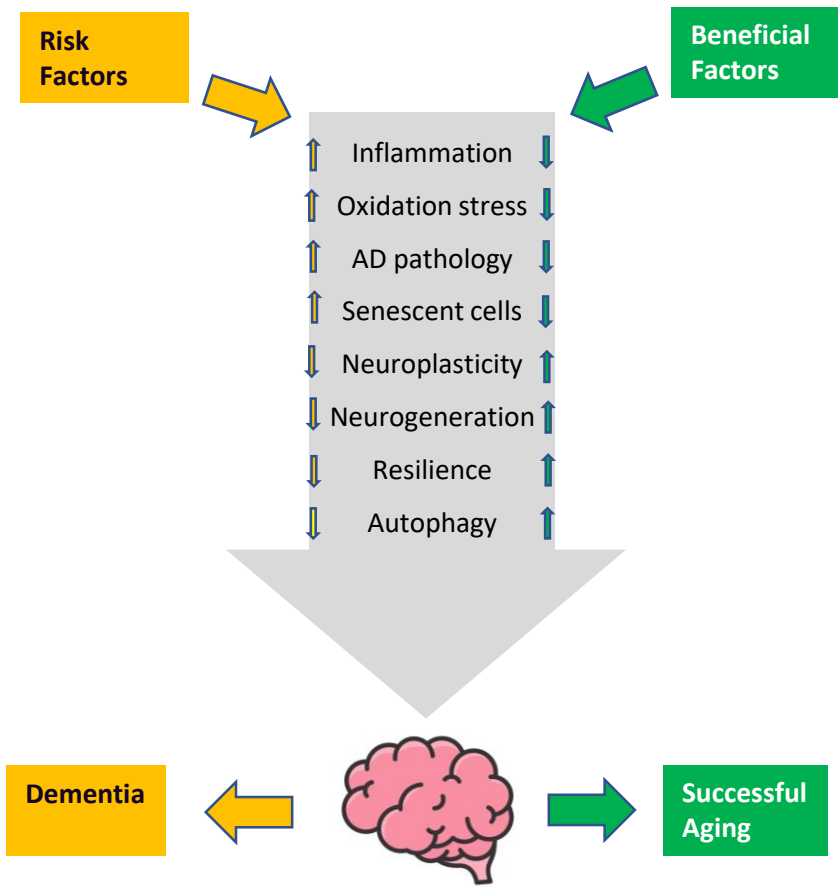 Risk
Factors
Beneficial
Factors
Inflammation
Oxidation stress
AD pathology
Senescent cells
Neuroplasticity
Neurogeneration
Resilience
Autophagy
Dementia
Successful
Aging